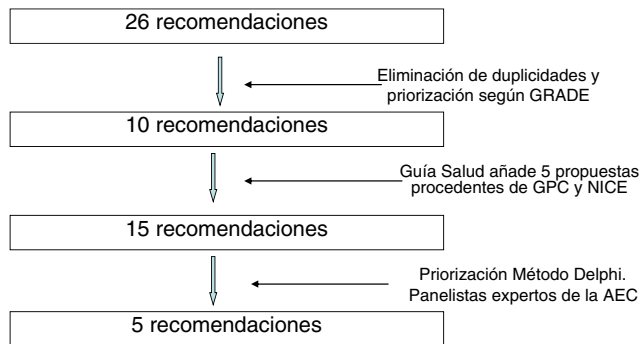 26 recomendaciones
Eliminación de duplicidades y
priorización según GRADE
10 recomendaciones
Guía Salud añade 5 propuestas
procedentes de GPC y NICE
15 recomendaciones
Priorización Método Delphi.
Panelistas expertos de la AEC
5 recomendaciones